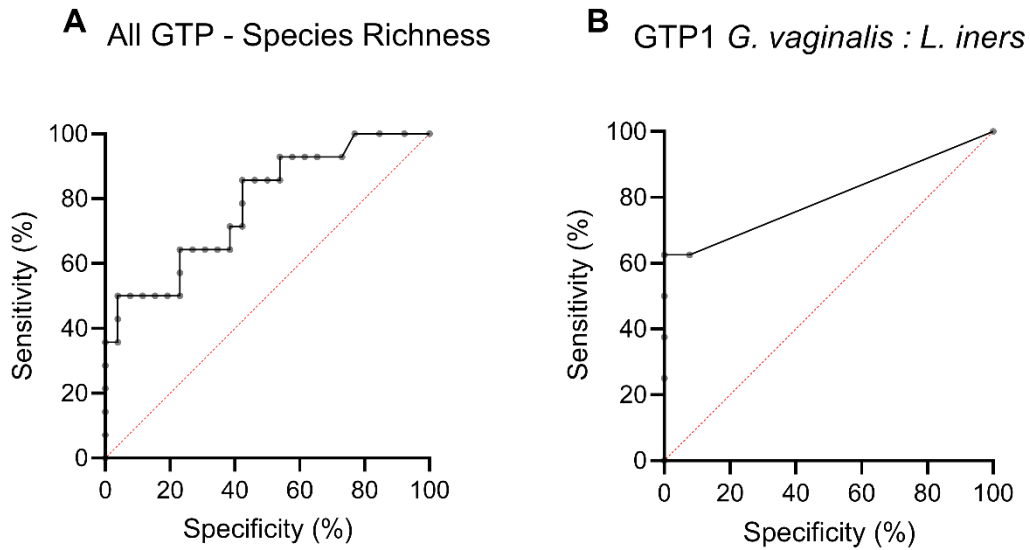 A All GTP - Species Richness
100
80
60
40
20
0
Sensitivity (%)
0 20 40 60 80 100
Specificity (%)
B GTP1 G. vaginalis : L. iners
100
80
60
40
20
0
Sensitivity (%)
0 20 40 60 80 100
Specificity (%)